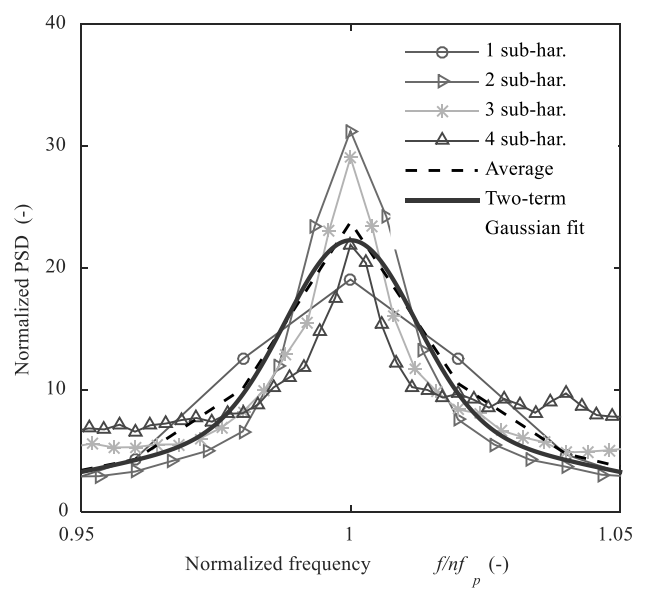 40
30
20
10
0
0.95
1
1.05
Normalized PSD (-)
Normalized frequency f/nf p (-)
1 sub-har.
2 sub-har.
3 sub-har.
4 sub-har.
Average
Two-term
Gaussian fit